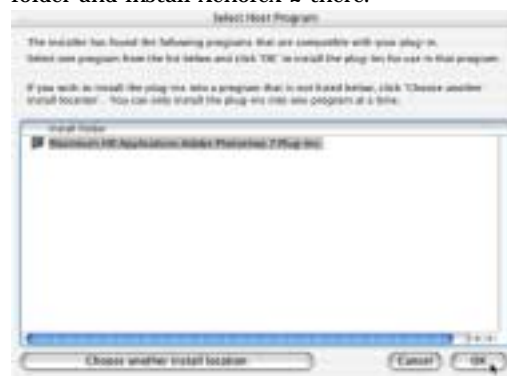 folder and install Xenofex 2 there.
Select Host Program
The installer has found the following programs that are compatible with your plug-in.
Select one program from the list below and click "OK" to install the plug-ins for use in that program.
If you wish to install the plug-ins into a program that is not listed below, click "Choose another
install location". You can only install the plug-ins into one program at a time.
Install Folder
Macintosh HD:Applications:Adobe Photoshop 7:Plug-Ins:
Choose another install location
Cancel
OK